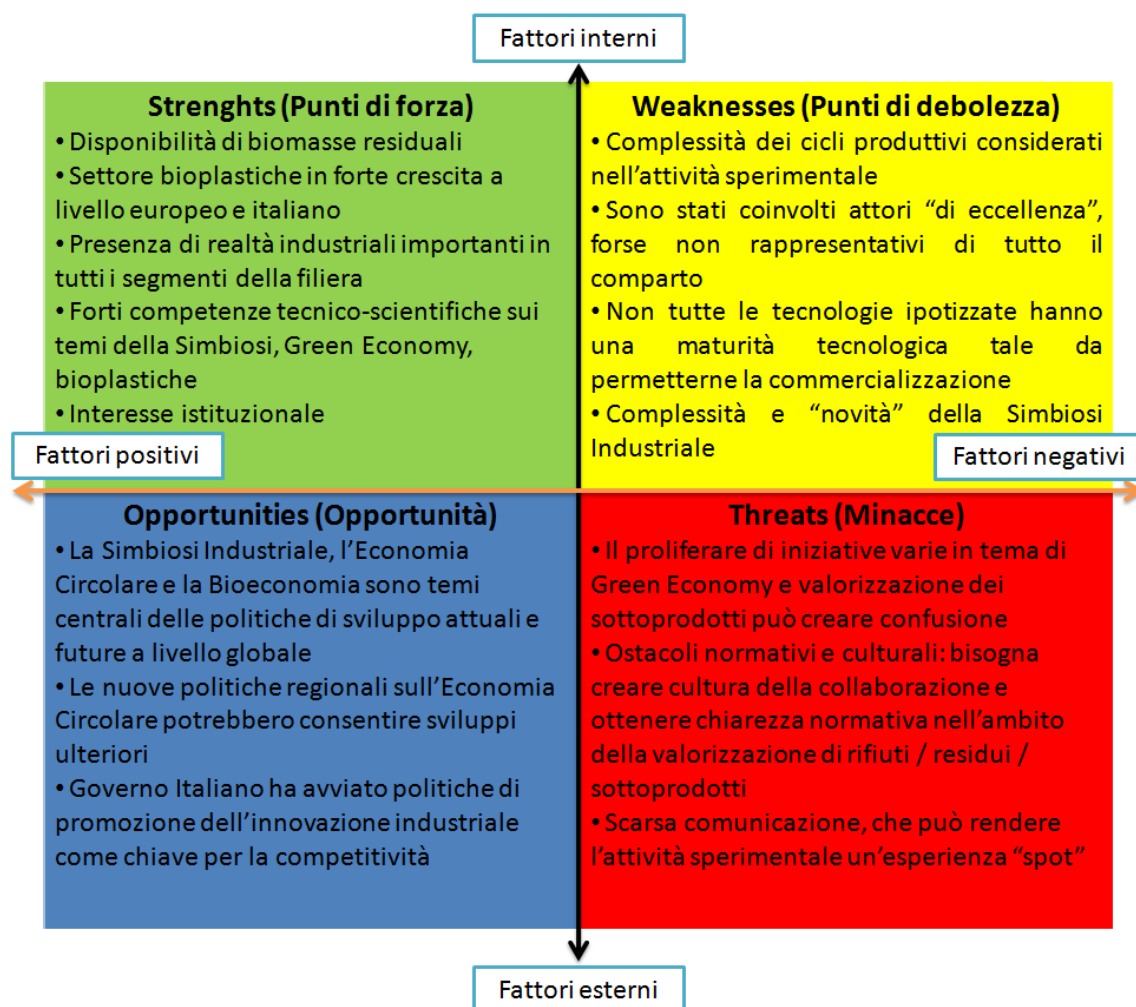 Fattori interni
Strenghts (Punti di forza)
• Disponibilità di biomasse residuali
• Settore bioplastiche in forte crescita a
livello europeo e italiano
• Presenza di realtà industriali importanti in
tutti i segmenti della filiera
• Forti competenze tecnico-scientifiche sui
temi della Simbiosi, Green Economy,
bioplastiche
• Interesse istituzionale
Weaknesses (Punti di debolezza)
• Complessità dei cicli produttivi considerati
nell’attività sperimentale
• Sono stati coinvolti attori “di eccellenza”,
forse non rappresentativi di tutto il
comparto
• Non tutte le tecnologie ipotizzate hanno
una maturità tecnologica tale da
permetterne la commercializzazione
• Complessità e “novità” della Simbiosi
Industriale
Fattori positivi
Fattori negativi
Opportunities (Opportunità)
• La Simbiosi Industriale, l’Economia
Circolare e la Bioeconomia sono temi
centrali delle politiche di sviluppo attuali e
future a livello globale
• Le nuove politiche regionali sull’Economia
Circolare potrebbero consentire sviluppi
ulteriori
• Governo Italiano ha avviato politiche di
promozione dell’innovazione industriale
come chiave per la competitività
Threats (Minacce)
• Il proliferare di iniziative varie in tema di
Green Economy e valorizzazione dei
sottoprodotti può creare confusione
• Ostacoli normativi e culturali: bisogna
creare cultura della collaborazione e
ottenere chiarezza normativa nell’ambito
della valorizzazione di rifiuti / residui /
sottoprodotti
• Scarsa comunicazione, che può rendere
l’attività sperimentale un’esperienza “spot”
Fattori esterni